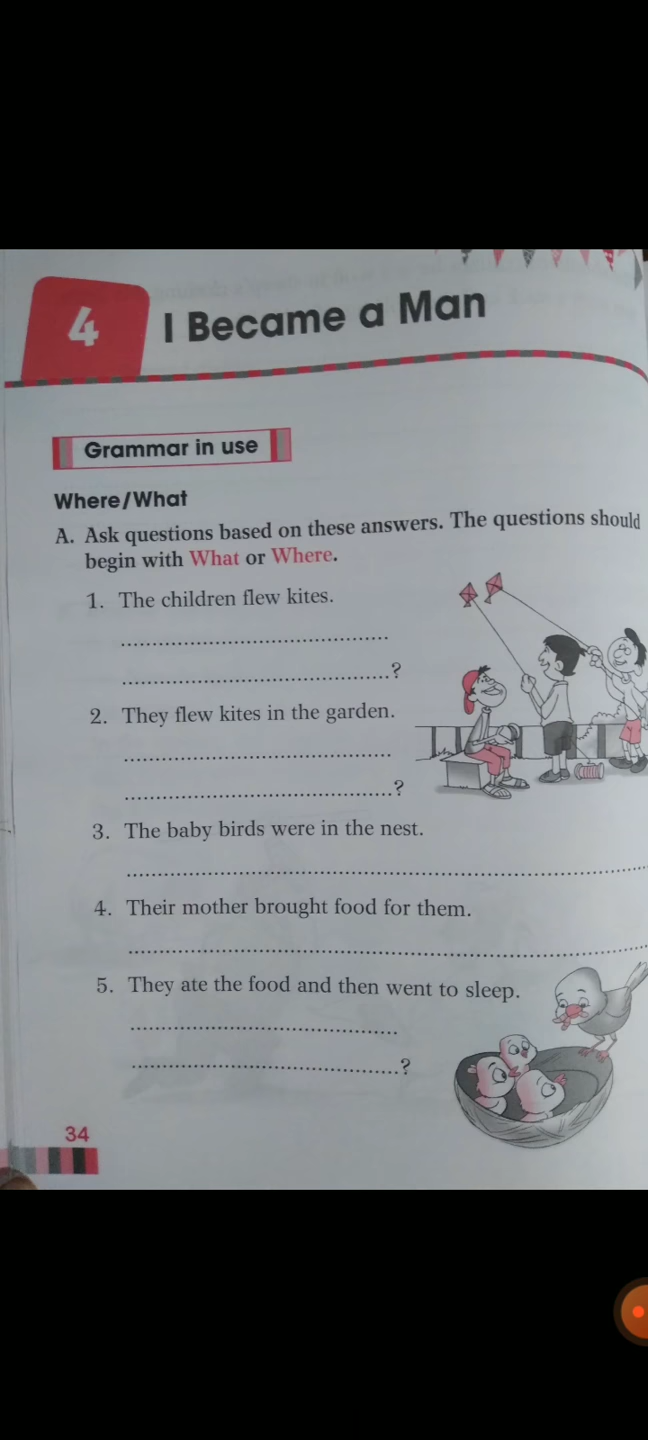 4
I Became a Man
Grammar in use
Where/What
A. Ask questions based on these answers. The questions should
begin with What or Where.
1. The children flew kites.
..................................................
..................................................?
2. They flew kites in the garden.
..................................................
..................................................?
3. The baby birds were in the nest.
..................................................
4. Their mother brought food for them.
..................................................
5. They ate the food and then went to sleep.
..................................................
..................................................?
34